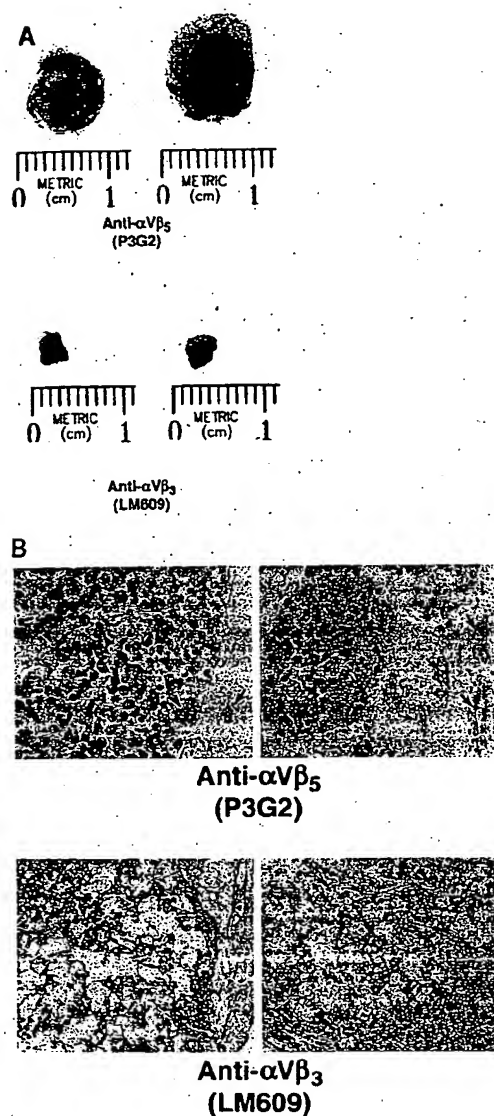 A
METRIC METRIC
0 (cm) 1 0 (cm) 1
Anti-αVβ5
(P3G2)
METRIC METRIC
0 (cm) 1 0 (cm) 1
Anti-αVβ3
(LM609)
B
Anti-αVβ5
(P3G2)
Anti-αVβ3
(LM609)